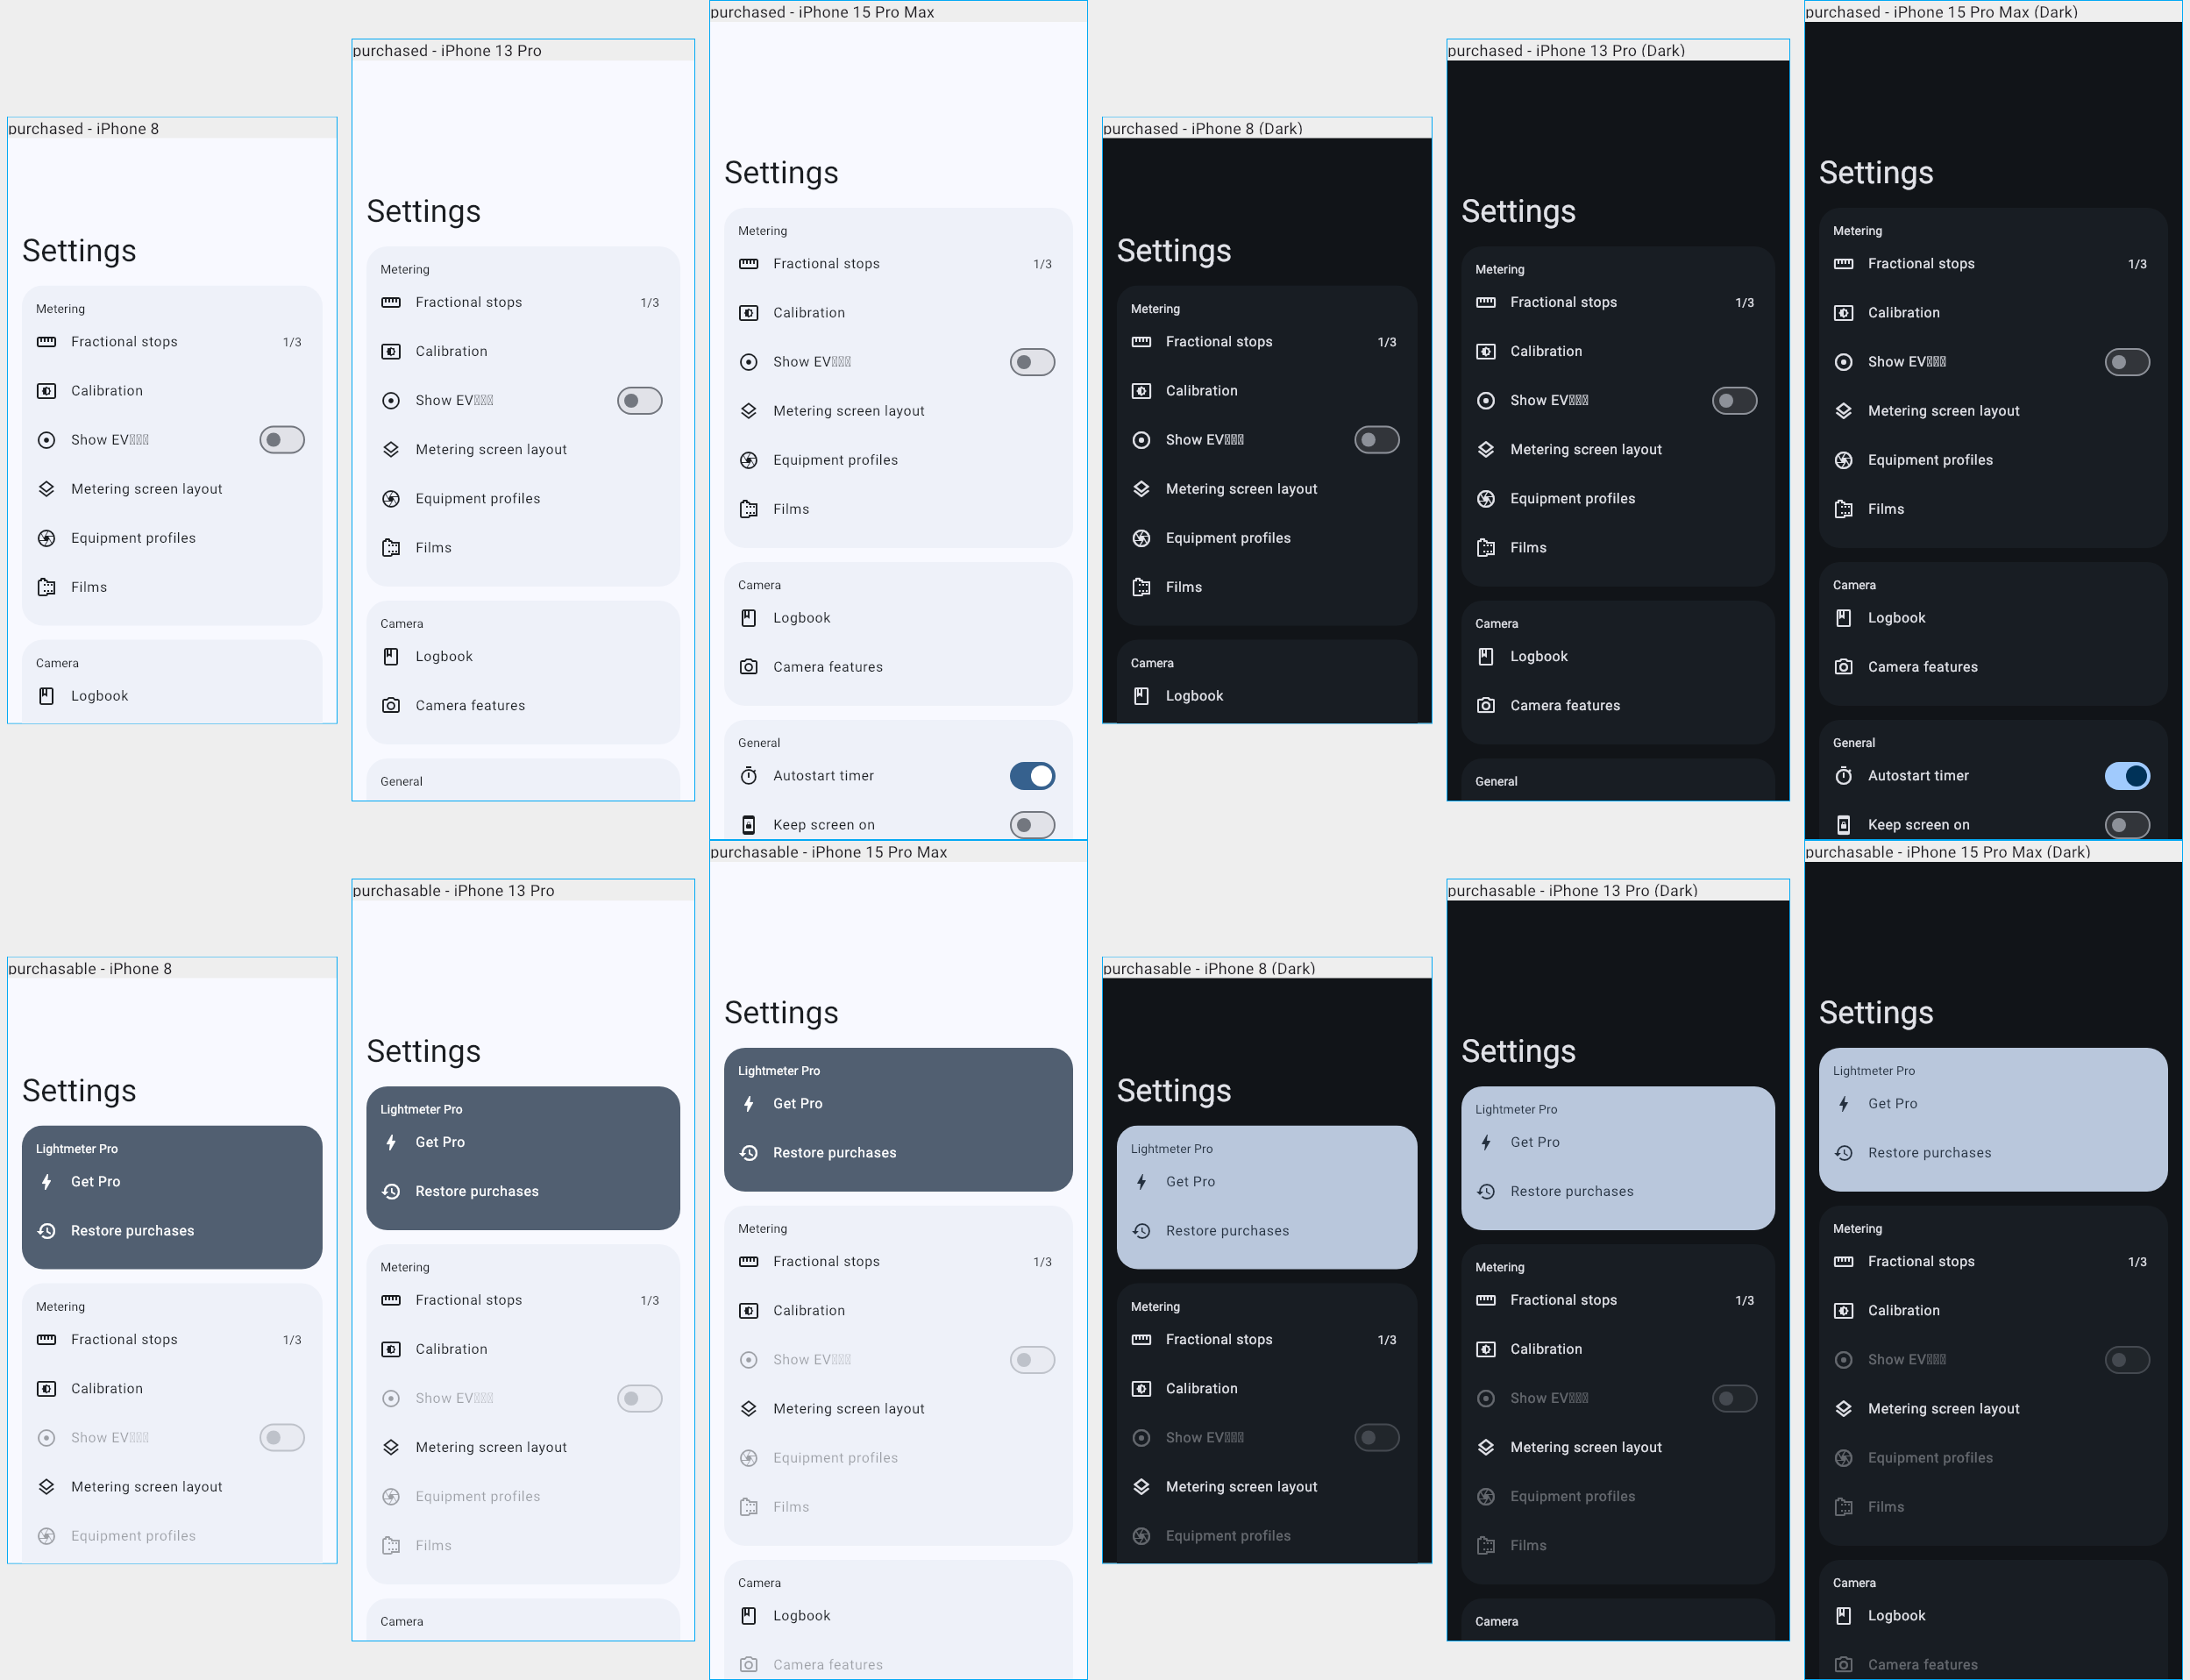 purchased - iPhone 8
Settings
Metering
Fractional stops 1/3
Calibration
Show EV
Metering screen layout
Equipment profiles
Films
Camera
Logbook
purchased - iPhone 13 Pro
Settings
Metering
Fractional stops 1/3
Calibration
Show EV
Metering screen layout
Equipment profiles
Films
Camera
Logbook
Camera features
General
purchased - iPhone 15 Pro Max
Settings
Metering
Fractional stops 1/3
Calibration
Show EV
Metering screen layout
Equipment profiles
Films
Camera
Logbook
Camera features
General
Autostart timer
Keep screen on
purchased - iPhone 8 (Dark)
Settings
Metering
Fractional stops 1/3
Calibration
Show EV
Metering screen layout
Equipment profiles
Films
Camera
Logbook
purchased - iPhone 13 Pro (Dark)
Settings
Metering
Fractional stops 1/3
Calibration
Show EV
Metering screen layout
Equipment profiles
Films
Camera
Logbook
Camera features
General
purchased - iPhone 15 Pro Max (Dark)
Settings
Metering
Fractional stops 1/3
Calibration
Show EV
Metering screen layout
Equipment profiles
Films
Camera
Logbook
Camera features
General
Autostart timer
Keep screen on
purchasable - iPhone 8
Settings
Lightmeter Pro
Get Pro
Restore purchases
Metering
Fractional stops 1/3
Calibration
Show EV
Metering screen layout
Equipment profiles
purchasable - iPhone 13 Pro
Settings
Lightmeter Pro
Get Pro
Restore purchases
Metering
Fractional stops 1/3
Calibration
Show EV
Metering screen layout
Equipment profiles
Films
Camera
purchasable - iPhone 15 Pro Max
Settings
Lightmeter Pro
Get Pro
Restore purchases
Metering
Fractional stops 1/3
Calibration
Show EV
Metering screen layout
Equipment profiles
Films
Camera
Logbook
Camera features
purchasable - iPhone 8 (Dark)
Settings
Lightmeter Pro
Get Pro
Restore purchases
Metering
Fractional stops 1/3
Calibration
Show EV
Metering screen layout
Equipment profiles
purchasable - iPhone 13 Pro (Dark)
Settings
Lightmeter Pro
Get Pro
Restore purchases
Metering
Fractional stops 1/3
Calibration
Show EV
Metering screen layout
Equipment profiles
Films
Camera
purchasable - iPhone 15 Pro Max (Dark)
Settings
Lightmeter Pro
Get Pro
Restore purchases
Metering
Fractional stops 1/3
Calibration
Show EV
Metering screen layout
Equipment profiles
Films
Camera
Logbook
Camera features